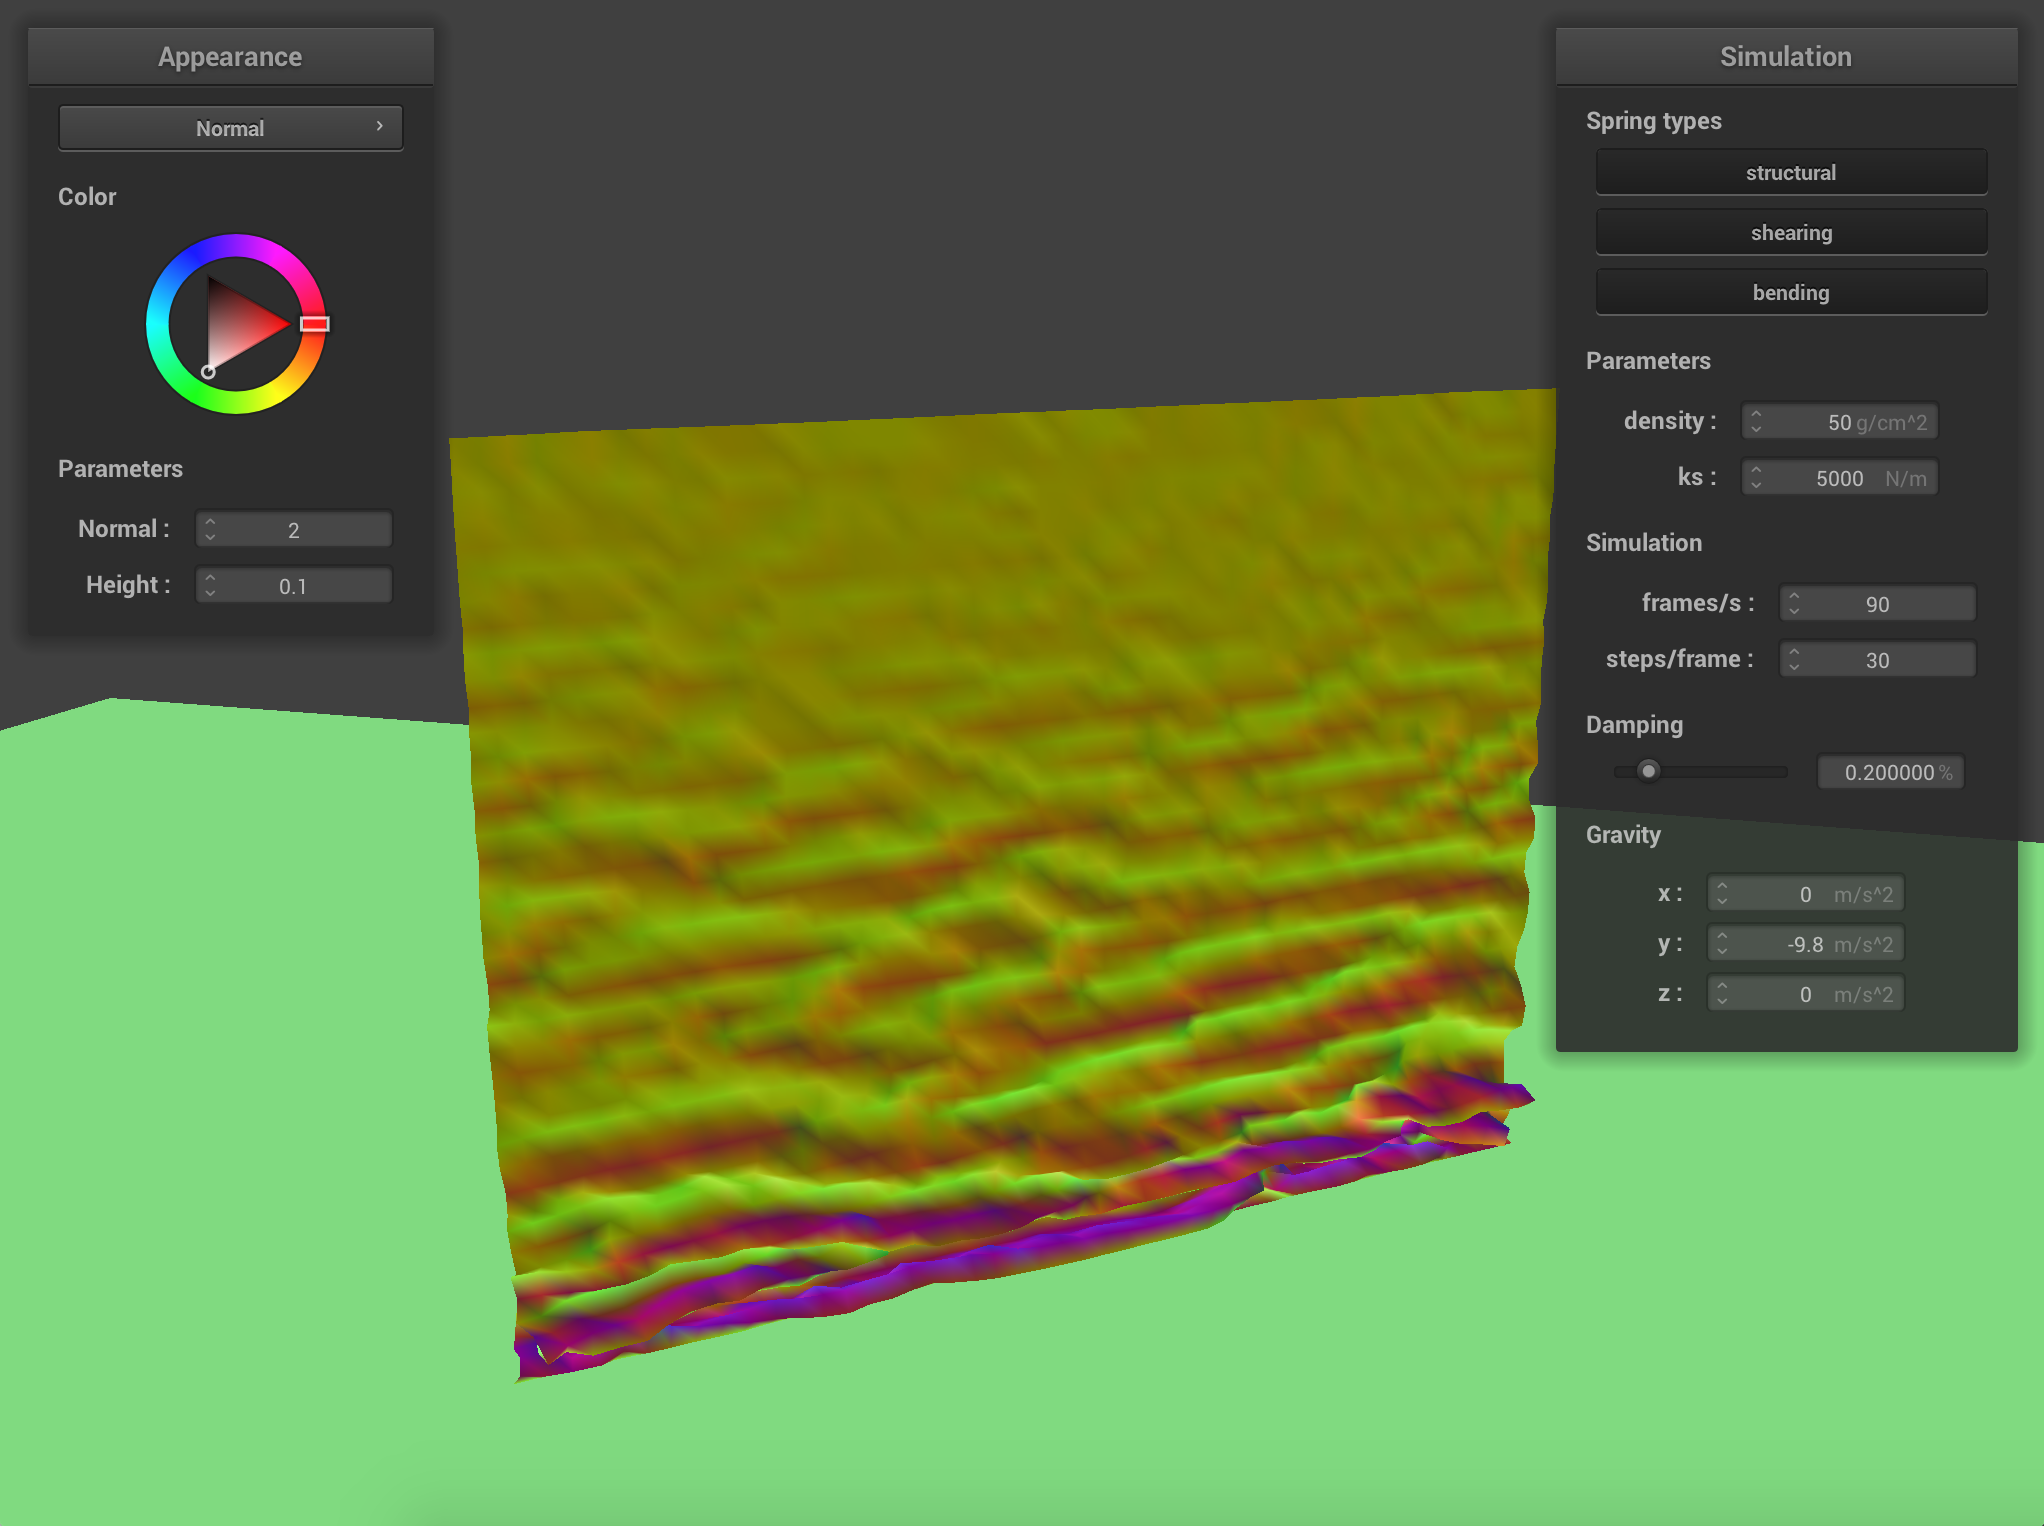 Appearance
Normal
Color
Parameters
Normal : 2
Height : 0.1
Simulation
Spring types
structural
shearing
bending
Parameters
density : 50 g/cm^2
ks : 5000 N/m
Simulation
frames/s : 90
steps/frame : 30
Damping
0.200000 %
Gravity
x : 0 m/s^2
y : -9.8 m/s^2
z : 0 m/s^2